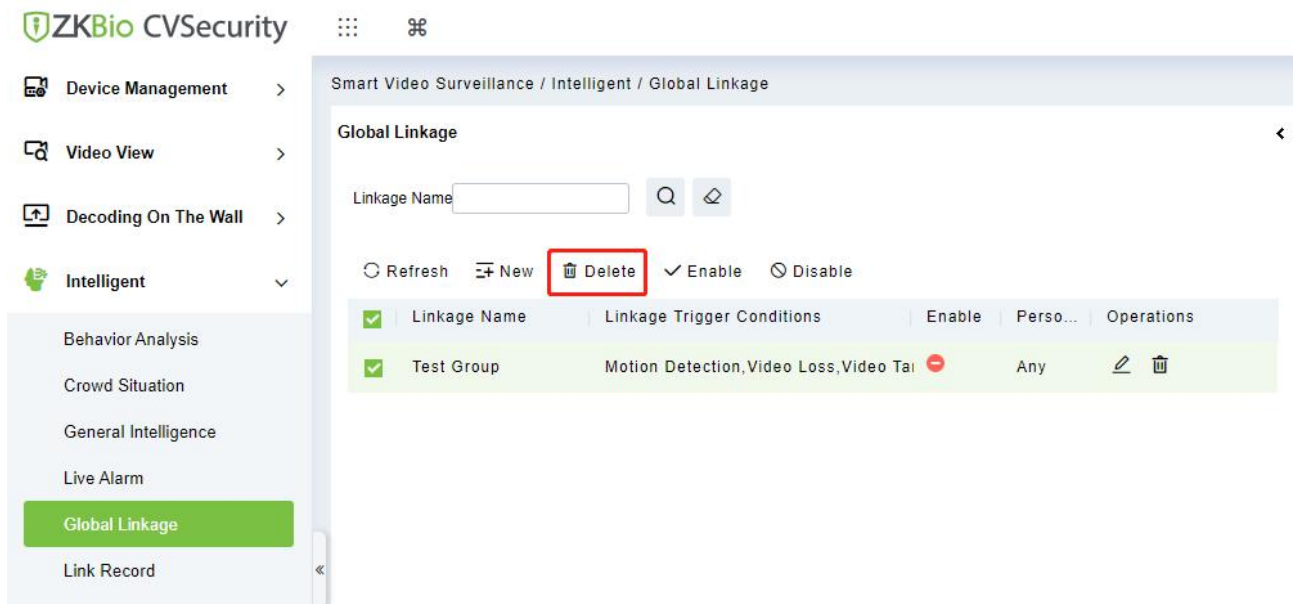 ZKBio CVSecurity
Device Management
Video View
Decoding On The Wall
Intelligent
Behavior Analysis
Crowd Situation
General Intelligence
Live Alarm
Global Linkage
Link Record
Smart Video Surveillance / Intelligent / Global Linkage
Global Linkage
Linkage Name
Refresh New Delete Enable Disable
Linkage Name Linkage Trigger Conditions Enable Perso... Operations
Test Group Motion Detection,Video Loss,Video Ta Any